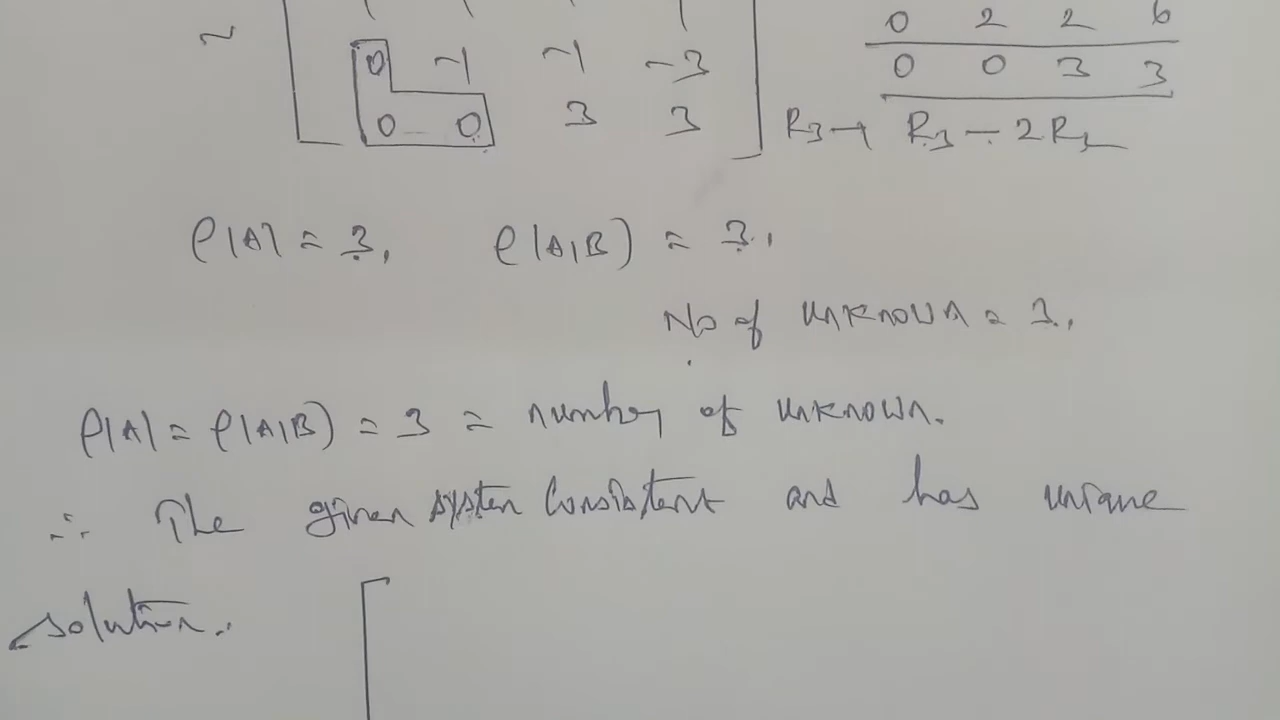 0 2 2 6
~ 0 -1 -1 -3
0 0 3 3
0 0 3 3
R3 → R3 - 2R2
ρ(A) = 3, ρ(A,B) = 3.
No of unknown = 3.
ρ(A) = ρ(A,B) = 3 = number of unknown.
∴ The given system consistent and has unique
solution.